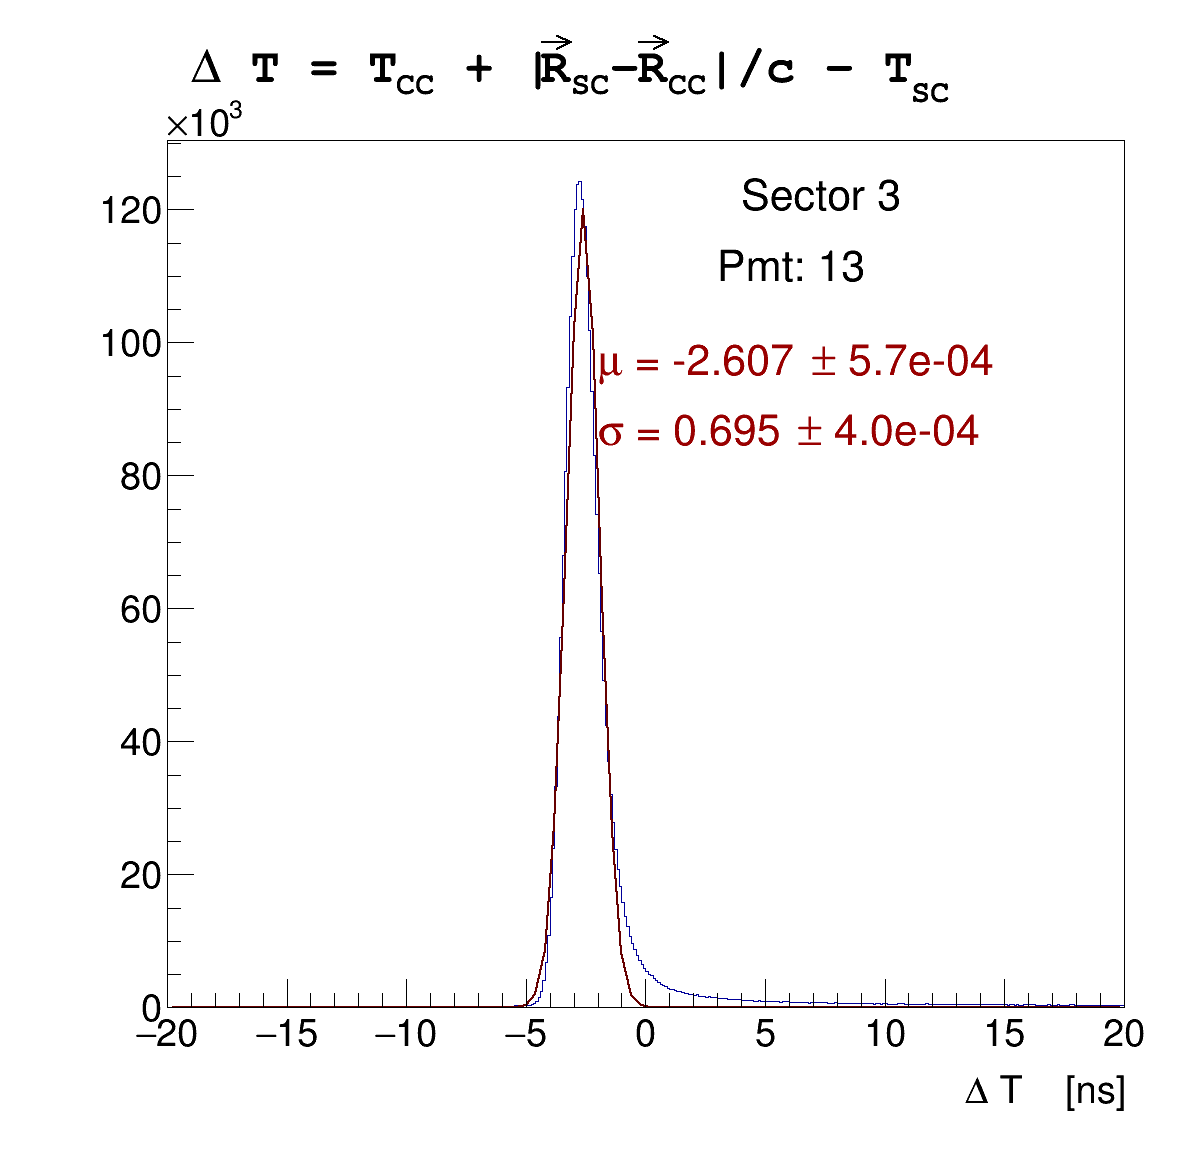 Δ T = T_CC + |R⃗_SC−R⃗_CC|/c − T_SC
×10³
Sector 3
Pmt: 13
μ = -2.607 ± 5.7e-04
σ = 0.695 ± 4.0e-04
120
100
80
60
40
20
0
−20 −15 −10 −5 0 5 10 15 20
Δ T [ns]